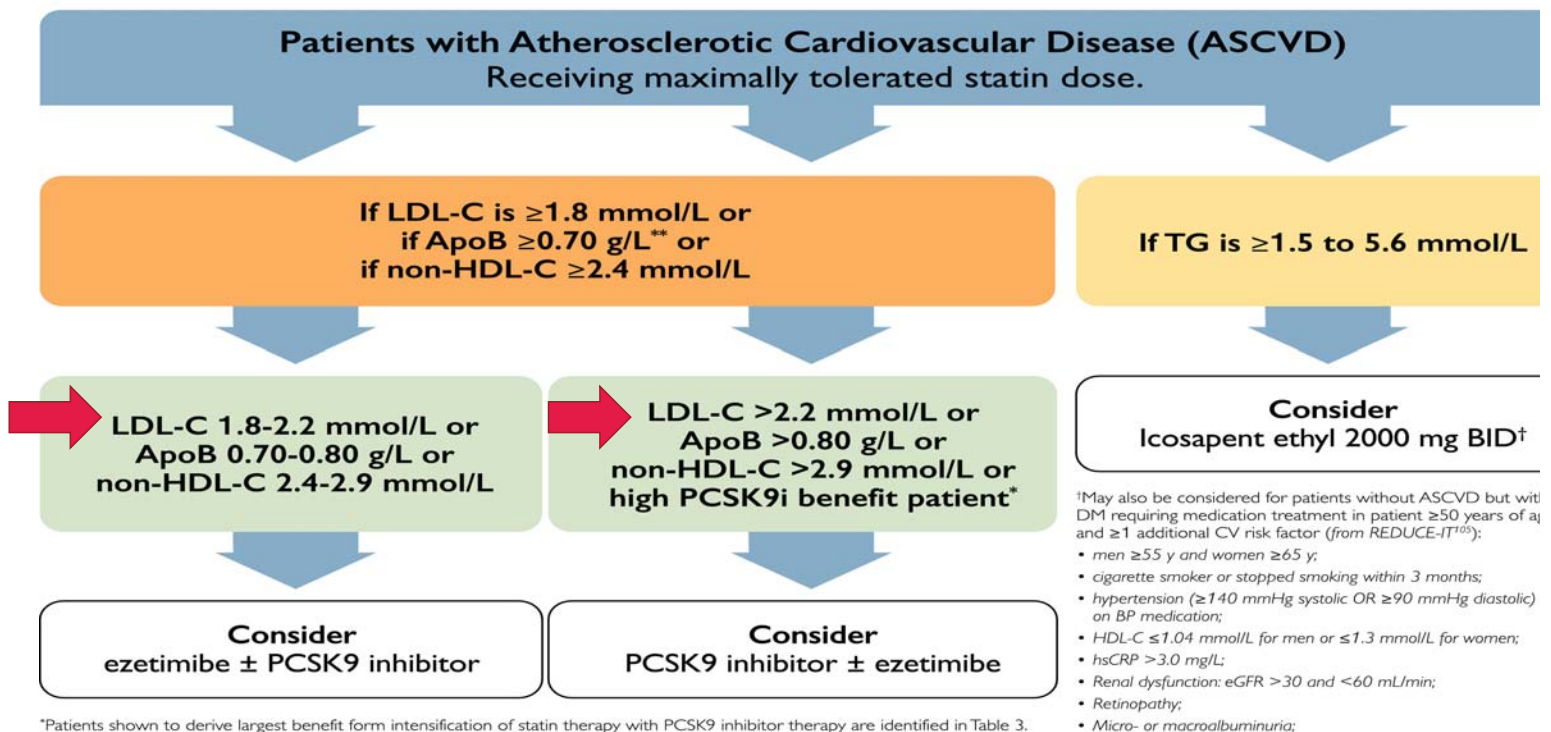 Patients with Atherosclerotic Cardiovascular Disease (ASCVD)
Receiving maximally tolerated statin dose.
If LDL-C is ≥1.8 mmol/L or
if ApoB ≥0.70 g/L** or
if non-HDL-C ≥2.4 mmol/L
If TG is ≥1.5 to 5.6 mmol/L
LDL-C 1.8-2.2 mmol/L or
ApoB 0.70-0.80 g/L or
non-HDL-C 2.4-2.9 mmol/L
LDL-C >2.2 mmol/L or
ApoB >0.80 g/L or
non-HDL-C >2.9 mmol/L or
high PCSK9i benefit patient*
Consider
Icosapent ethyl 2000 mg BID†
Consider
ezetimibe ± PCSK9 inhibitor
Consider
PCSK9 inhibitor ± ezetimibe
†May also be considered for patients without ASCVD but with
DM requiring medication treatment in patient ≥50 years of
and ≥1 additional CV risk factor (from REDUCE-IT¹⁰⁵):
• men ≥55 y and women ≥65 y;
• cigarette smoker or stopped smoking within 3 months;
• hypertension (≥140 mmHg systolic OR ≥90 mmHg diastolic)
on BP medication;
• HDL-C ≤1.04 mmol/L for men or ≤1.3 mmol/L for women;
• hsCRP >3.0 mg/L;
• Renal dysfunction: eGFR >30 and <60 mL/min;
• Retinopathy;
• Micro- or macroalbuminuria;
*Patients shown to derive largest benefit form intensification of statin therapy with PCSK9 inhibitor therapy are identified in Table 3.